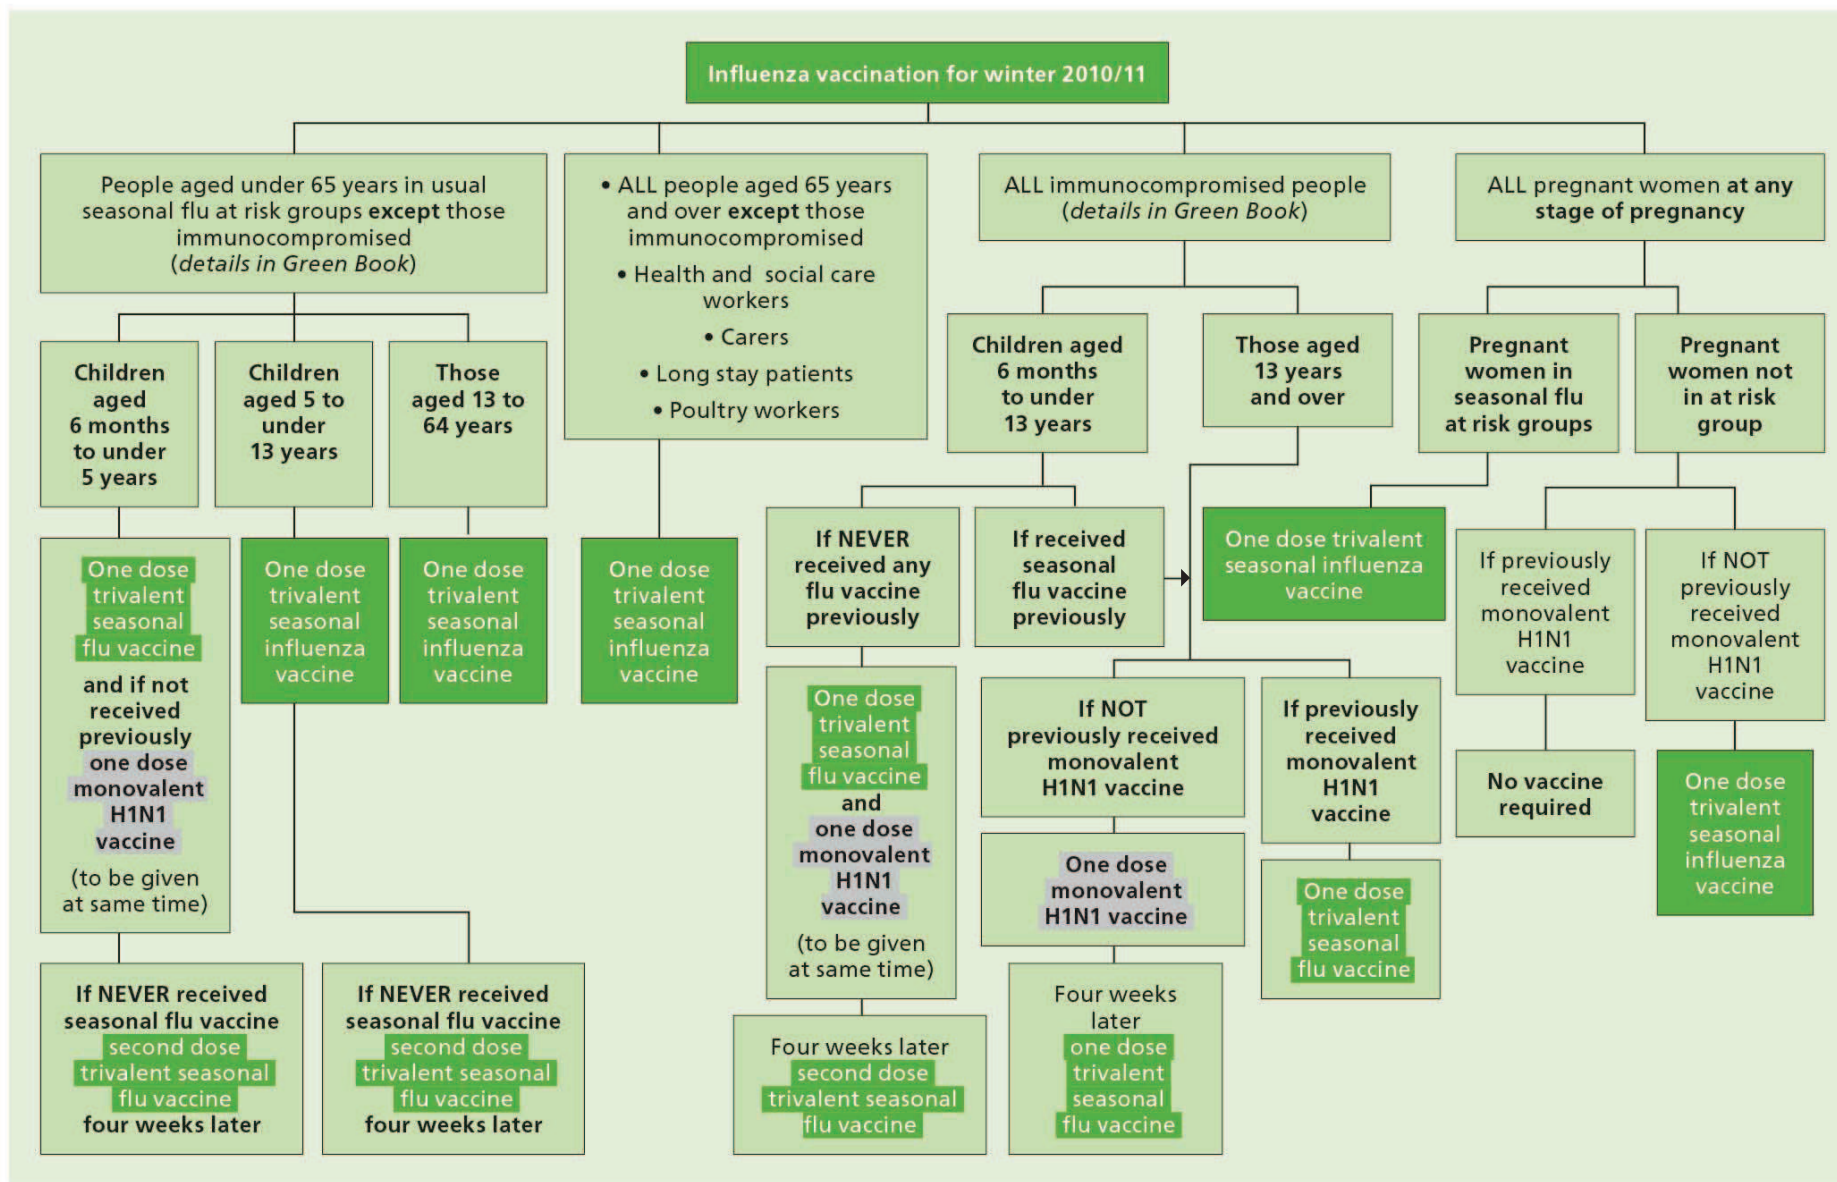 Influenza vaccination for winter 2010/11
People aged under 65 years in usual
seasonal flu at risk groups except those
immunocompromised
(details in Green Book)
• ALL people aged 65 years
and over except those
immunocompromised
• Health and social care
workers
• Carers
• Long stay patients
• Poultry workers
ALL immunocompromised people
(details in Green Book)
ALL pregnant women at any
stage of pregnancy
Children
aged
6 months
to under
5 years
Children
aged 5 to
under
13 years
Those
aged 13 to
64 years
Children aged
6 months
to under
13 years
Those aged
13 years
and over
Pregnant
women in
seasonal flu
at risk groups
Pregnant
women not
in at risk
group
One dose
trivalent
seasonal
flu vaccine
and if not
received
previously
one dose
monovalent
H1N1
vaccine
(to be given
at same time)
One dose
trivalent
seasonal
influenza
vaccine
One dose
trivalent
seasonal
influenza
vaccine
One dose
trivalent
seasonal
influenza
vaccine
If NEVER
received any
flu vaccine
previously
If received
seasonal
flu vaccine
previously
One dose trivalent
seasonal influenza
vaccine
If previously
received
monovalent
H1N1
vaccine
If NOT
previously
received
monovalent
H1N1
vaccine
One dose
trivalent
seasonal
flu vaccine
and
one dose
monovalent
H1N1
vaccine
(to be given
at same time)
If NOT
previously received
monovalent
H1N1 vaccine
If previously
received
monovalent
H1N1
vaccine
No vaccine
required
One dose
trivalent
seasonal
influenza
vaccine
One dose
monovalent
H1N1 vaccine
One dose
trivalent
seasonal
flu vaccine
If NEVER received
seasonal flu vaccine
second dose
trivalent seasonal
flu vaccine
four weeks later
If NEVER received
seasonal flu vaccine
second dose
trivalent seasonal
flu vaccine
four weeks later
Four weeks later
second dose
trivalent seasonal
flu vaccine
Four weeks
later
one dose
trivalent
seasonal
flu vaccine